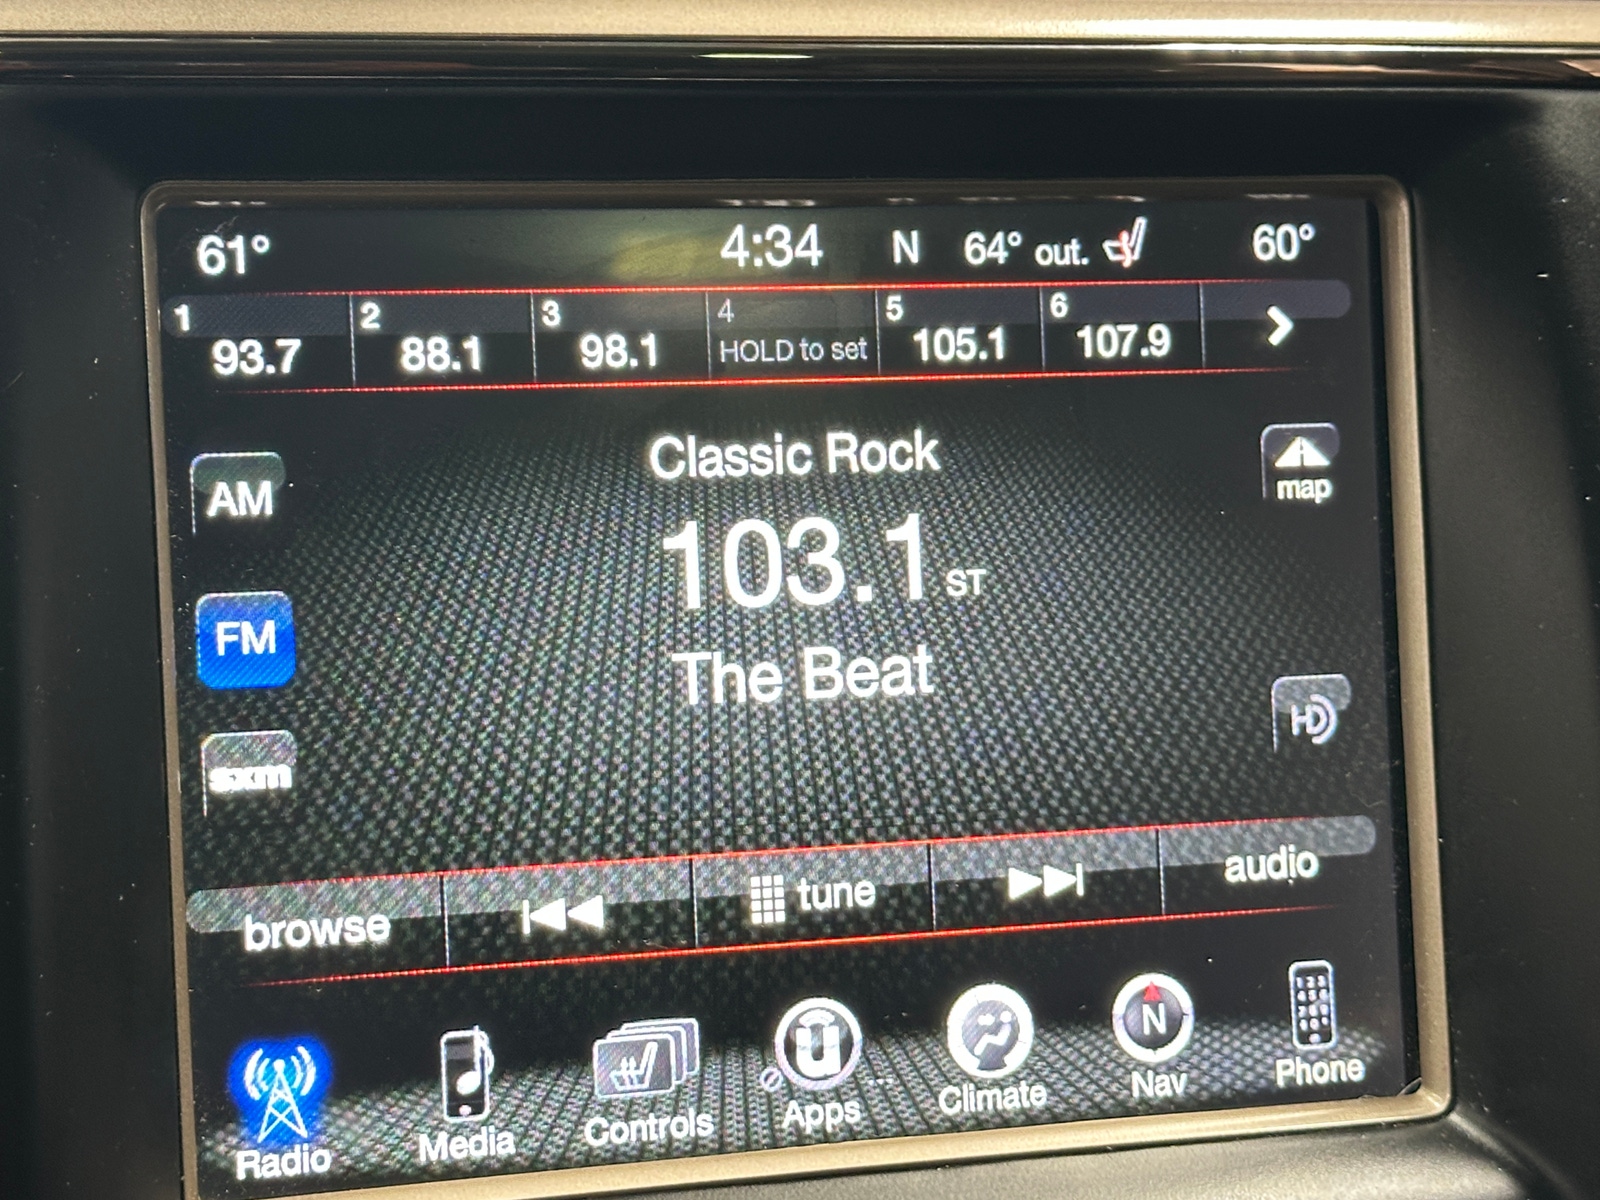 61° 4:34 N 64° out. 60°
1 2 3 4 5 6
93.7 88.1 98.1 HOLD to set 105.1 107.9
Classic Rock
AM map
103.1 ST
FM
The Beat
HD
sxm
browse tune audio
N
Radio Media Controls Apps Climate Nav Phone